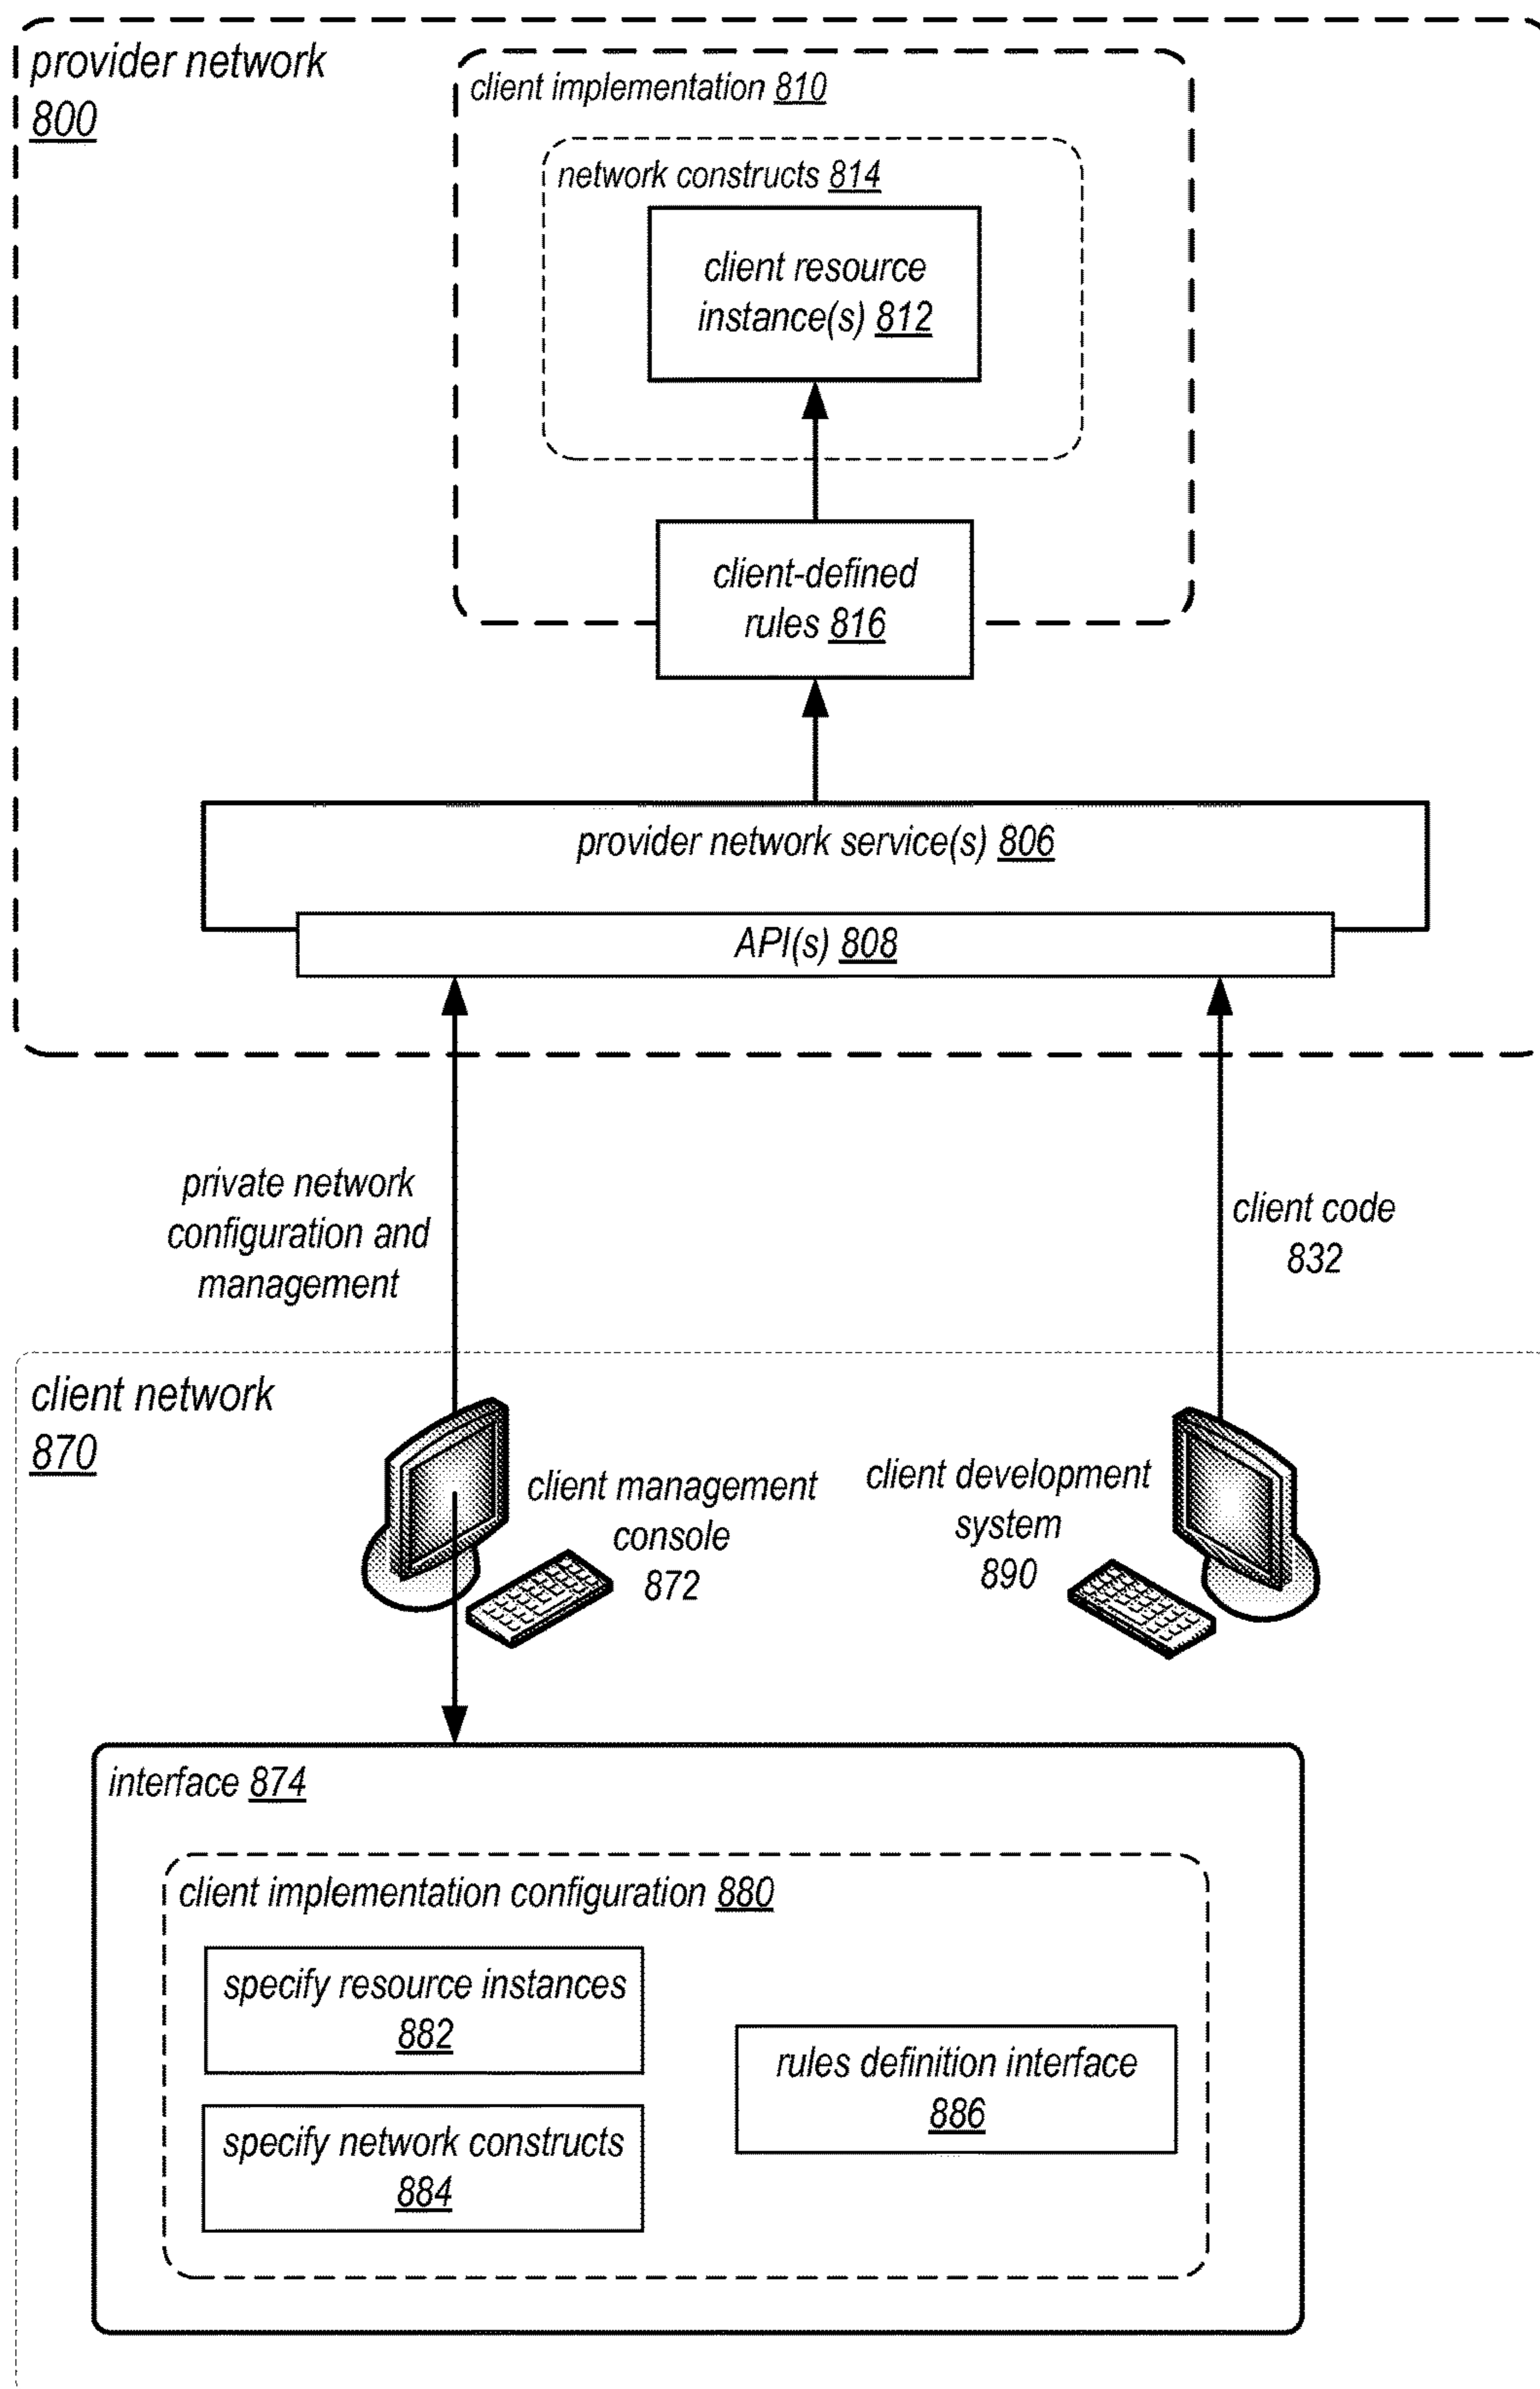 provider network
800
client implementation 810
network constructs 814
client resource
instance(s) 812
client-defined
rules 816
provider network service(s) 806
API(s) 808
private network
configuration and
management
client code
832
client network
870
client management
console
872
client development
system
890
interface 874
client implementation configuration 880
specify resource instances
882
rules definition interface
886
specify network constructs
884